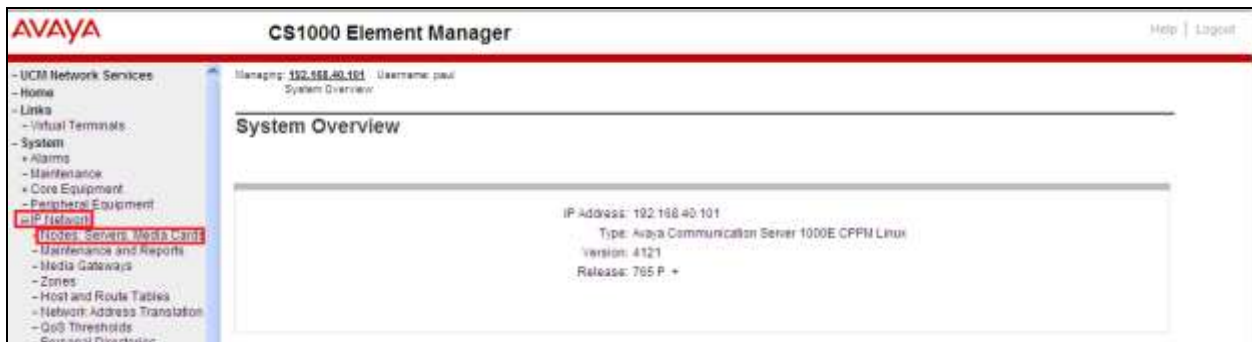 AVAYA
CS1000 Element Manager
Help | Logout
- UCM Network Services
- Home
- Links
- Virtual Terminals
- System
+ Alarms
- Maintenance
+ Core Equipment
- Peripheral Equipment
- IP Network
- Nodes: Servers, Media Cards
- Maintenance and Reports
- Media Gateways
- Zones
- Host and Route Tables
- Network Address Translation
- QoS Thresholds
- Personal Directories
Managing: 192.168.40.101 Username: paul
System Overview
System Overview
IP Address: 192.168.40.101
Type: Avaya Communication Server 1000E CPPM Linux
Version: 4121
Release: 765 P +